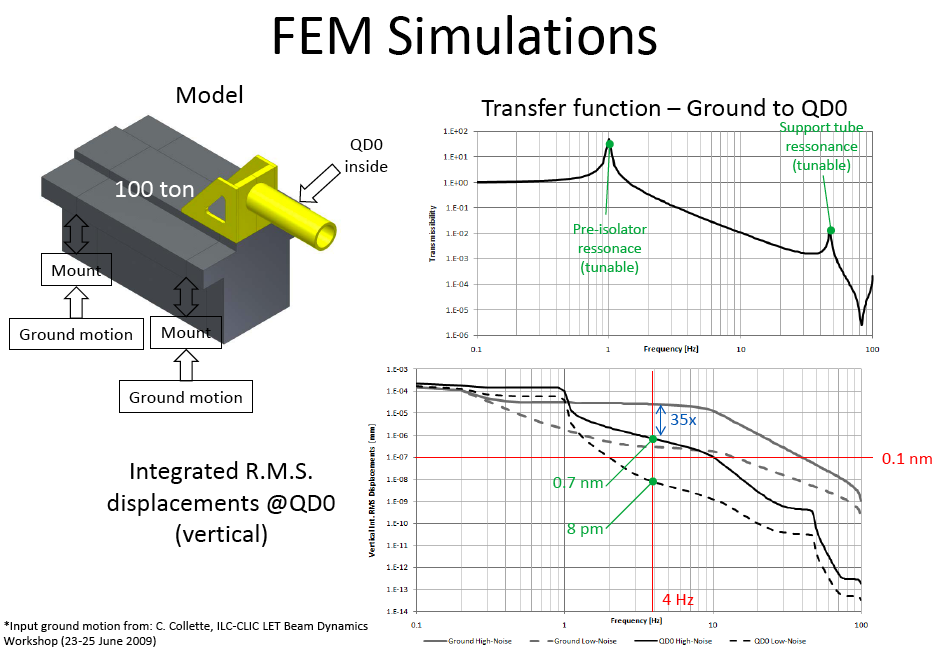 FEM Simulations
Model
QD0
inside
100 ton
Mount
Ground motion
Mount
Ground motion
Transfer function – Ground to QD0
Support tube
ressonance
(tunable)
Pre-isolator
ressonace
(tunable)
Transmissibility
1.E+02
1.E+01
1.E+00
1.E-01
1.E-02
1.E-03
1.E-04
1.E-05
1.E-06
0.1
1
10
100
Frequency [Hz]
Integrated R.M.S.
displacements @QD0
(vertical)
Vertical Int. RMS Displacements [mm]
1.E-03
1.E-04
1.E-05
1.E-06
1.E-07
1.E-08
1.E-09
1.E-10
1.E-11
1.E-12
1.E-13
1.E-14
35x
0.1 nm
0.7 nm
8 pm
4 Hz
0.1
1
10
100
Frequency [Hz]
Ground High-Noise
Ground Low-Noise
QD0 High-Noise
QD0 Low-Noise
*Input ground motion from: C. Collette, ILC-CLIC LET Beam Dynamics
Workshop (23-25 June 2009)